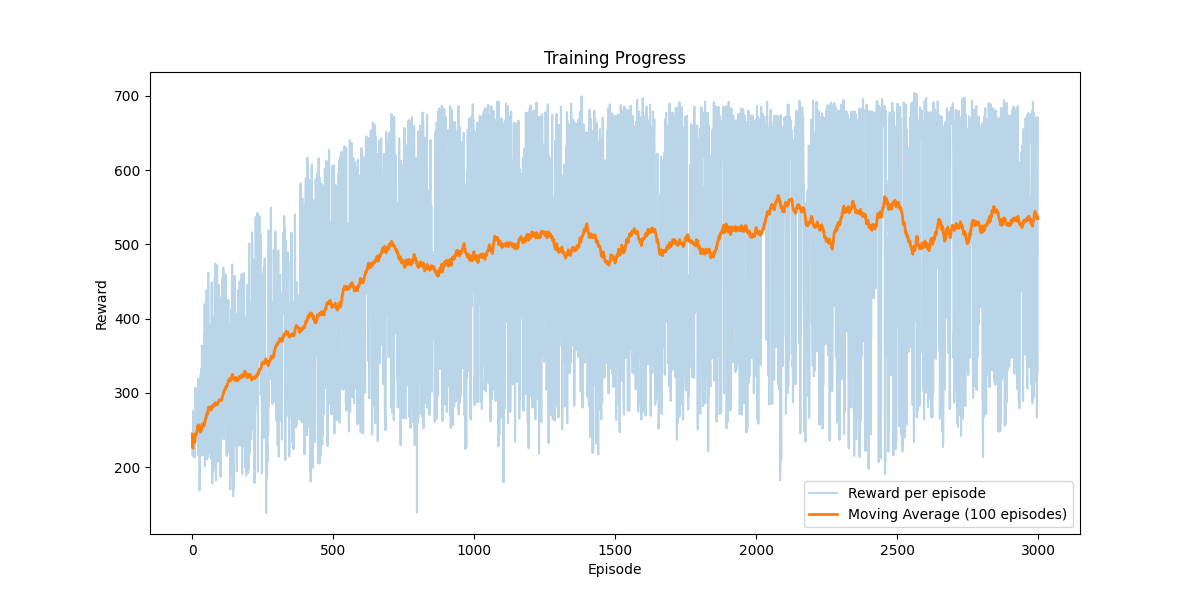 Training Progress
700
600
500
400
300
200
Reward
Reward per episode
Moving Average (100 episodes)
0
500
1000
1500
2000
2500
3000
Episode